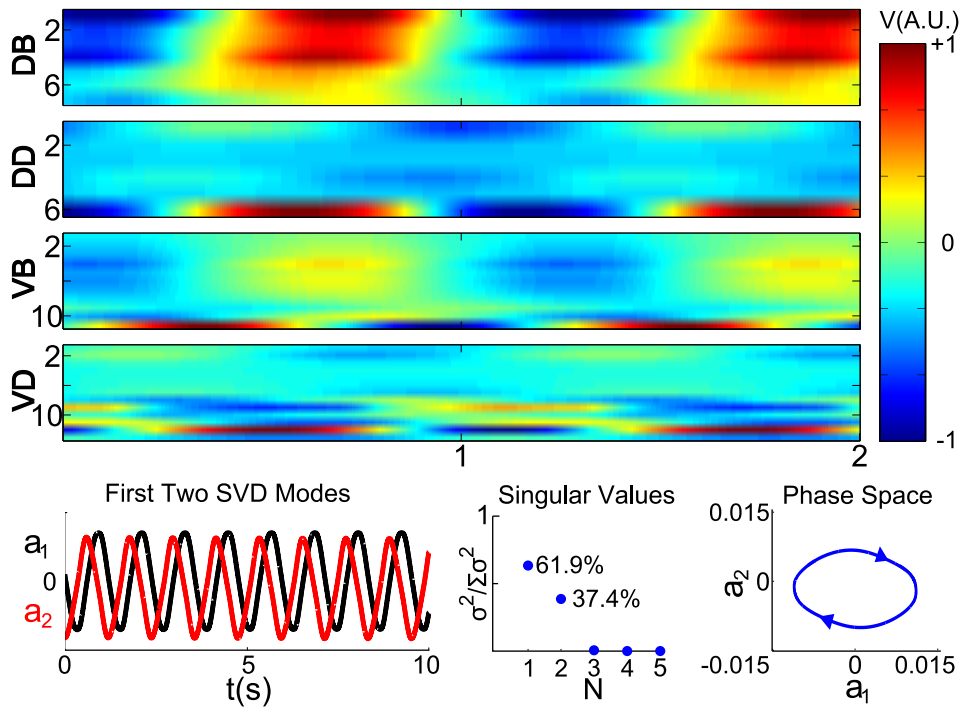 V(A.U.)
DB
2
6
+1
DD
2
6
0
VB
2
10
VD
2
10
-1
1
2
First Two SVD Modes
a1
0
a2
0
10
t(s)
Singular Values
1
σ²/Σσ²
61.9%
37.4%
1 2 3 4 5
N
Phase Space
0.015
0
-0.015
a2
0
0.015
a1